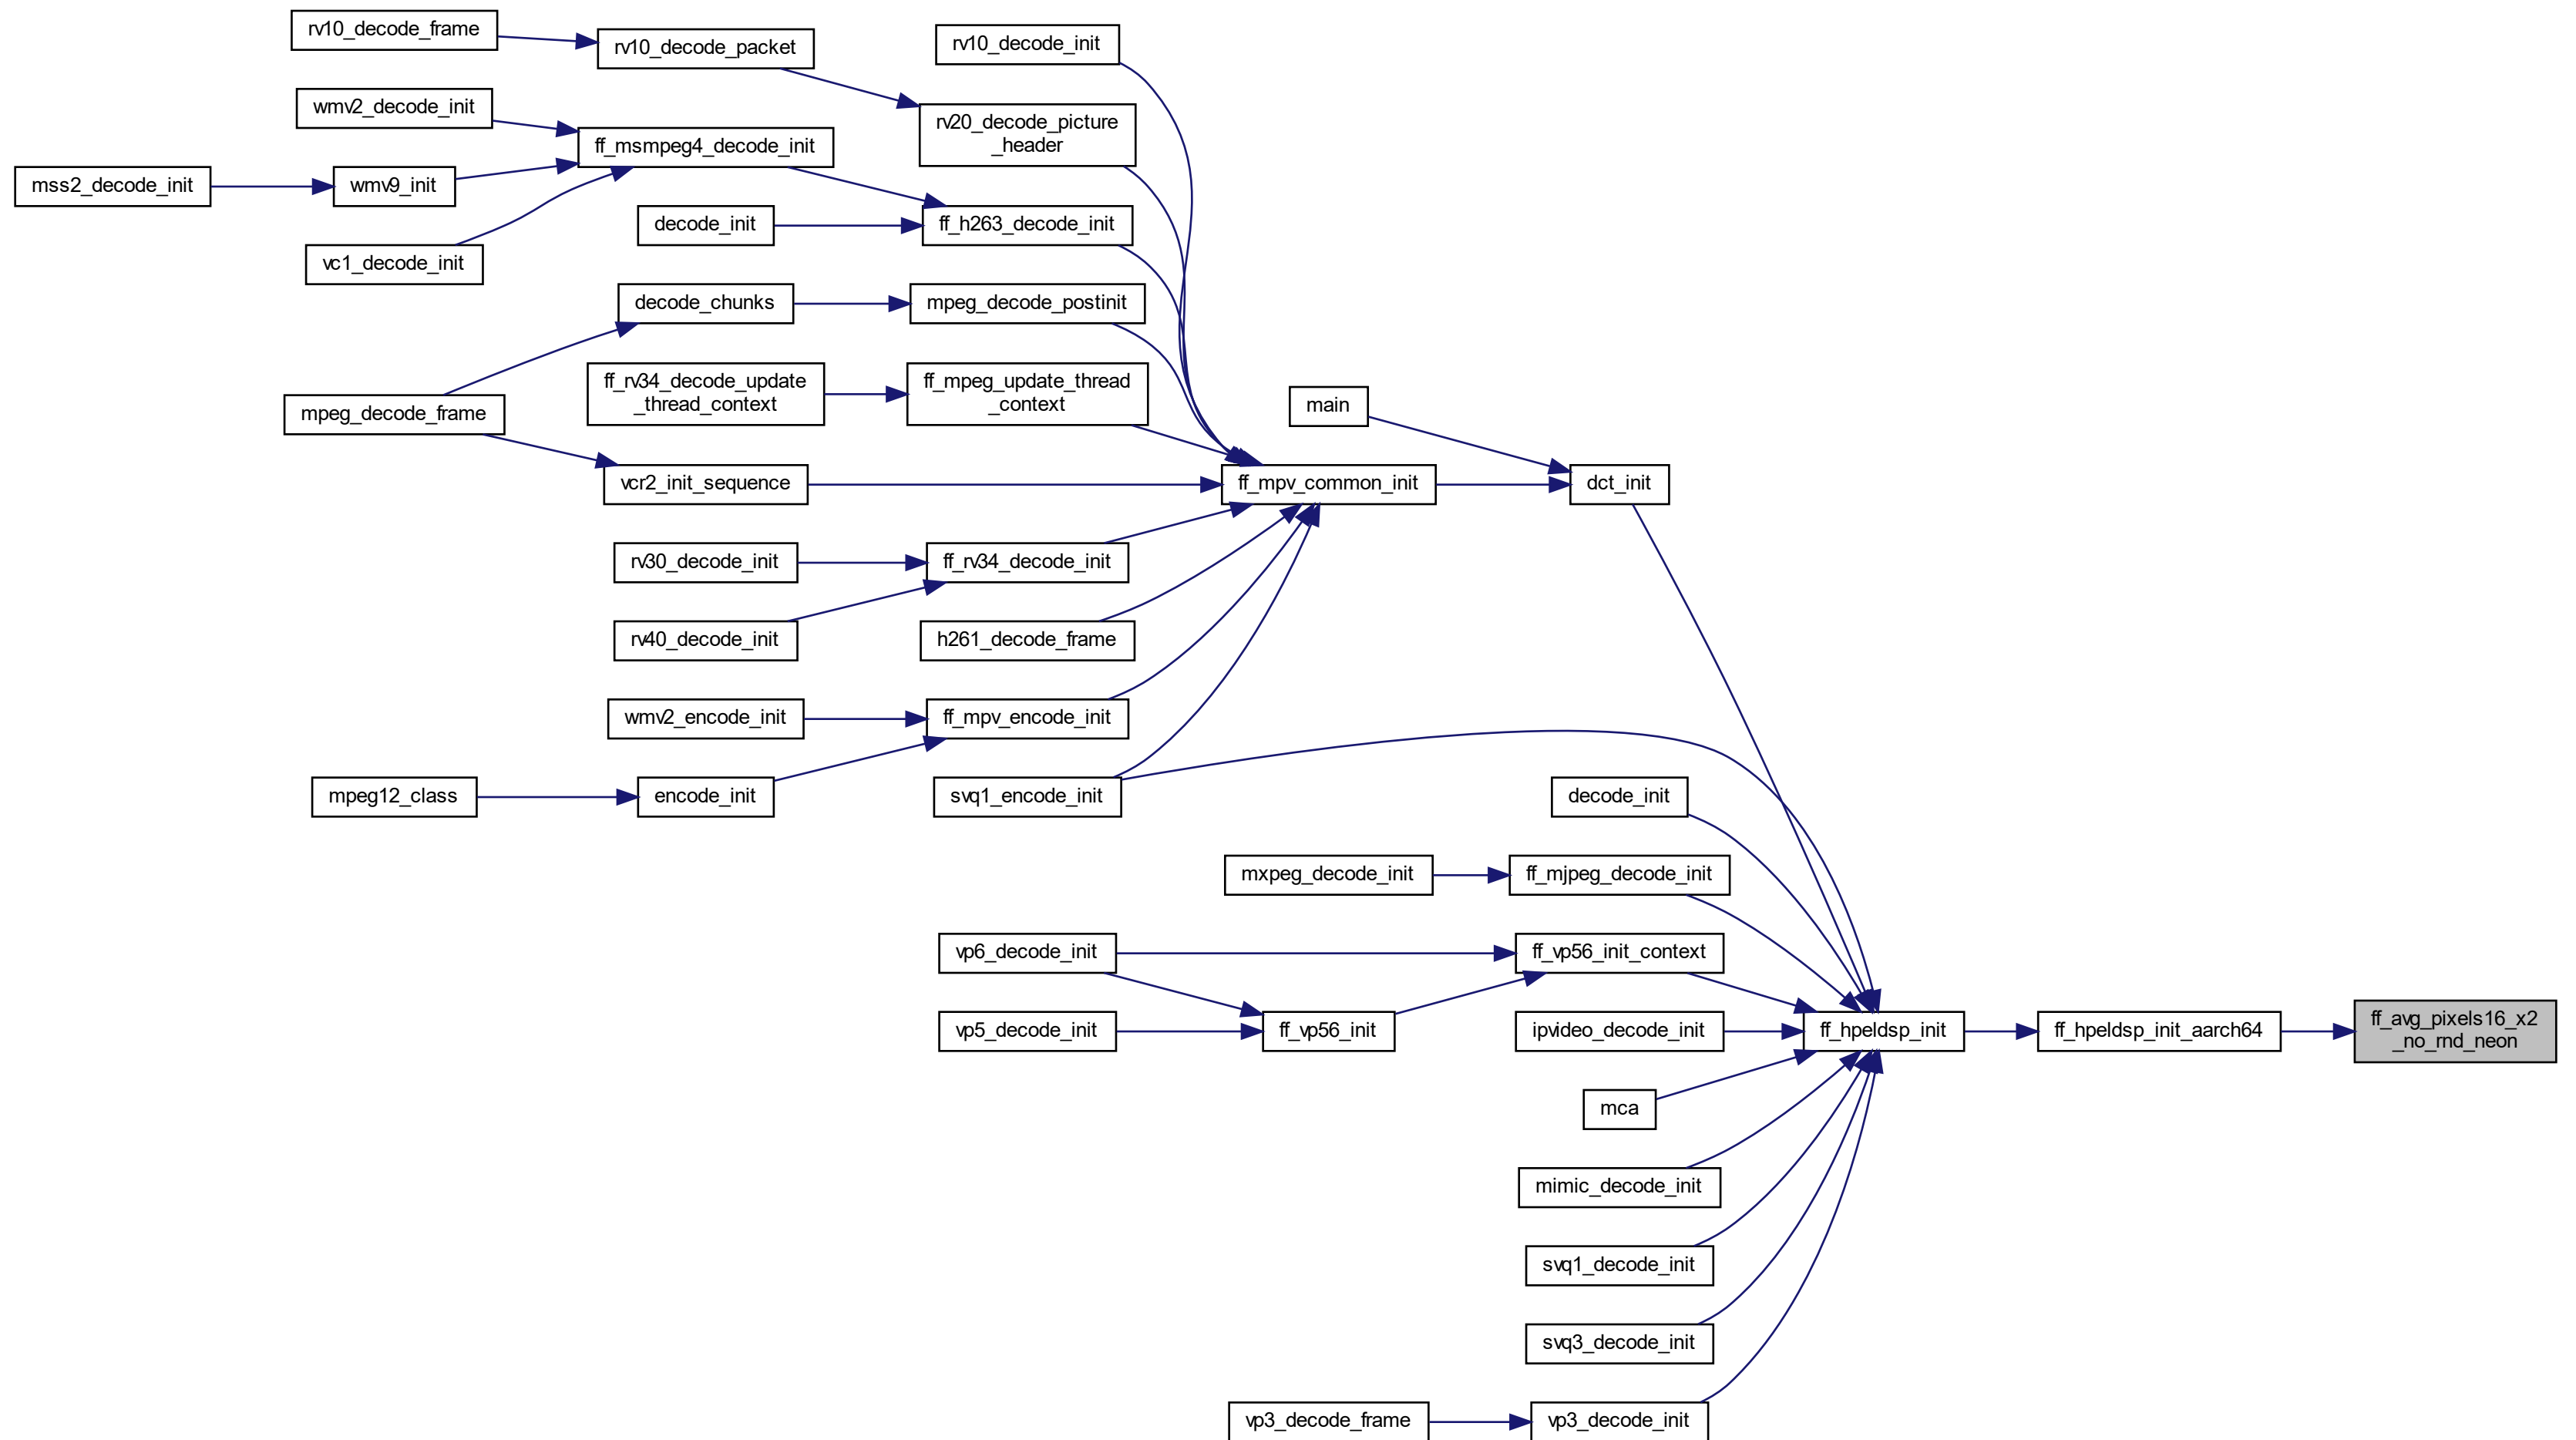 rv10_decode_frame
rv10_decode_packet
rv10_decode_init
wmv2_decode_init
rv20_decode_picture
_header
ff_msmpeg4_decode_init
mss2_decode_init
wmv9_init
decode_init
ff_h263_decode_init
vc1_decode_init
decode_chunks
mpeg_decode_postinit
ff_rv34_decode_update
_thread_context
ff_mpeg_update_thread
_context
main
mpeg_decode_frame
vcr2_init_sequence
ff_mpv_common_init
dct_init
rv30_decode_init
ff_rv34_decode_init
rv40_decode_init
h261_decode_frame
wmv2_encode_init
ff_mpv_encode_init
mpeg12_class
encode_init
svq1_encode_init
decode_init
mxpeg_decode_init
ff_mjpeg_decode_init
vp6_decode_init
ff_vp56_init_context
vp5_decode_init
ff_vp56_init
ipvideo_decode_init
ff_hpeldsp_init
ff_hpeldsp_init_aarch64
ff_avg_pixels16_x2
_no_rnd_neon
mca
mimic_decode_init
svq1_decode_init
svq3_decode_init
vp3_decode_frame
vp3_decode_init